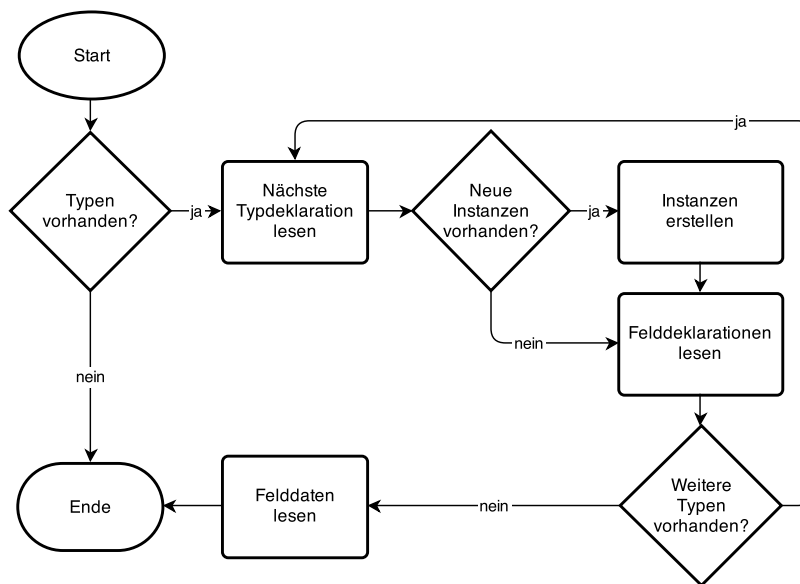 Start
ja
Typen
vorhanden?
ja
Nächste
Typdeklaration
lesen
Neue
Instanzen
vorhanden?
ja
Instanzen
erstellen
nein
Felddeklarationen
lesen
nein
Ende
Felddaten
lesen
nein
Weitere
Typen
vorhanden?